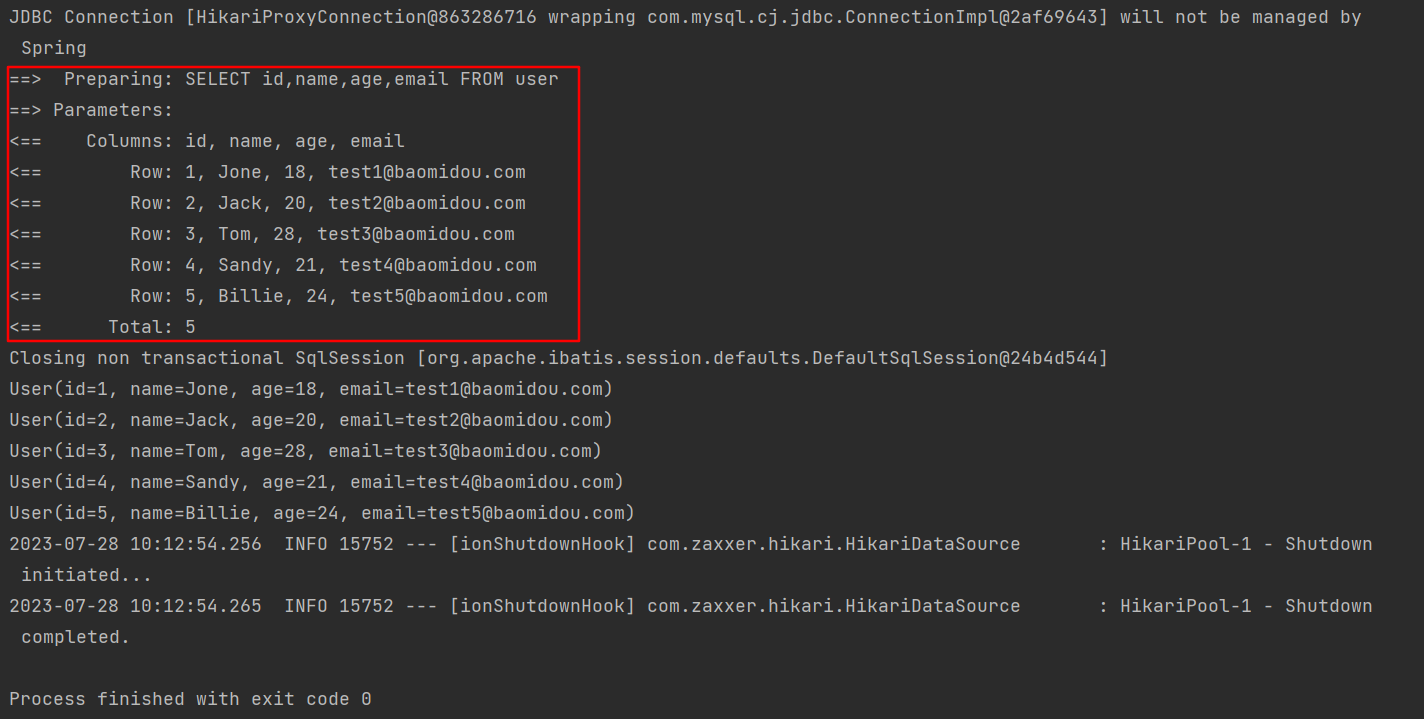 JDBC Connection [HikariProxyConnection@863286716 wrapping com.mysql.cj.jdbc.ConnectionImpl@2af69643] will not be managed by
 Spring
==>  Preparing: SELECT id,name,age,email FROM user
==> Parameters:
<==    Columns: id, name, age, email
<==        Row: 1, Jone, 18, test1@baomidou.com
<==        Row: 2, Jack, 20, test2@baomidou.com
<==        Row: 3, Tom, 28, test3@baomidou.com
<==        Row: 4, Sandy, 21, test4@baomidou.com
<==        Row: 5, Billie, 24, test5@baomidou.com
<==      Total: 5
Closing non transactional SqlSession [org.apache.ibatis.session.defaults.DefaultSqlSession@24b4d544]
User(id=1, name=Jone, age=18, email=test1@baomidou.com)
User(id=2, name=Jack, age=20, email=test2@baomidou.com)
User(id=3, name=Tom, age=28, email=test3@baomidou.com)
User(id=4, name=Sandy, age=21, email=test4@baomidou.com)
User(id=5, name=Billie, age=24, email=test5@baomidou.com)
2023-07-28 10:12:54.256  INFO 15752 --- [ionShutdownHook] com.zaxxer.hikari.HikariDataSource       : HikariPool-1 - Shutdown
 initiated...
2023-07-28 10:12:54.265  INFO 15752 --- [ionShutdownHook] com.zaxxer.hikari.HikariDataSource       : HikariPool-1 - Shutdown
 completed.
Process finished with exit code 0